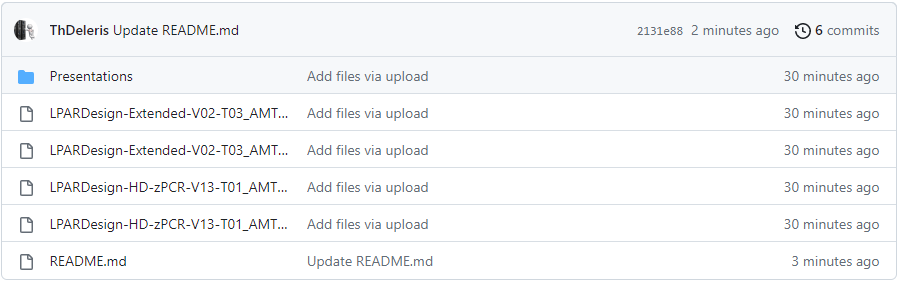 ThDeleris Update README.md 2131e88 2 minutes ago 6 commits
Presentations Add files via upload 30 minutes ago
LPARDesign-Extended-V02-T03_AMT... Add files via upload 30 minutes ago
LPARDesign-Extended-V02-T03_AMT... Add files via upload 30 minutes ago
LPARDesign-HD-zPCR-V13-T01_AMT... Add files via upload 30 minutes ago
LPARDesign-HD-zPCR-V13-T01_AMT... Add files via upload 30 minutes ago
README.md Update README.md 3 minutes ago